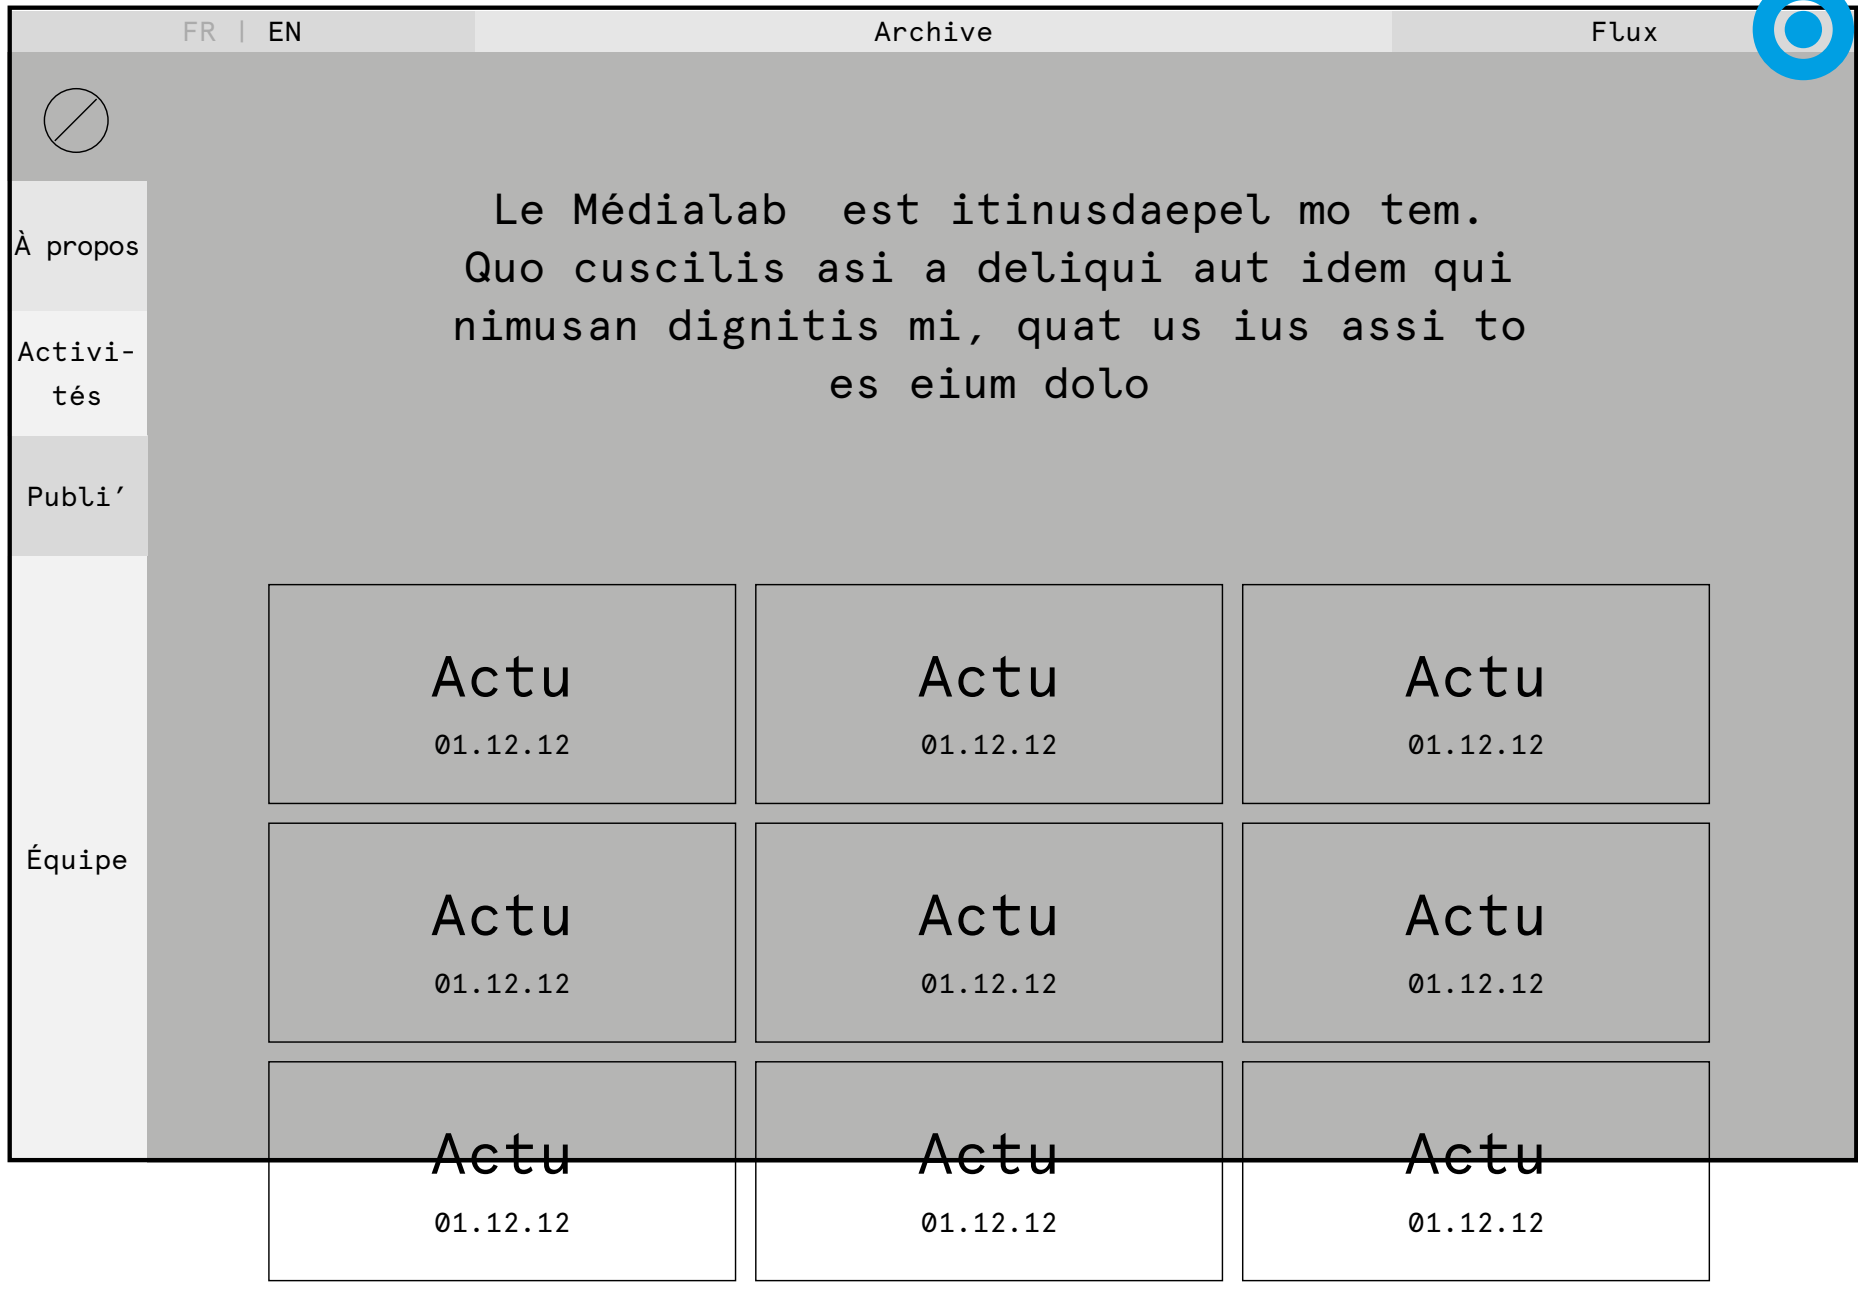 FR | EN
Archive
Flux
À propos
Activi-
tés
Publi’
Équipe
Le Médialab  est itinusdaepel mo tem.
Quo cuscilis asi a deliqui aut idem qui
nimusan dignitis mi, quat us ius assi to
es eium dolo
Actu
01.12.12
Actu
01.12.12
Actu
01.12.12
Actu
01.12.12
Actu
01.12.12
Actu
01.12.12
Actu
01.12.12
Actu
01.12.12
Actu
01.12.12